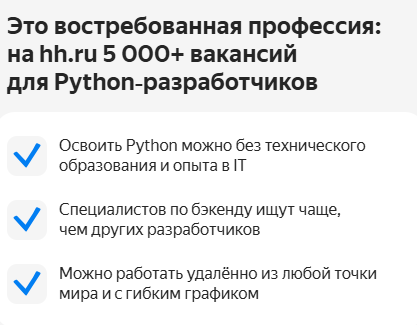 Это востребованная профессия:
на hh.ru 5 000+ вакансий
для Python-разработчиков
Освоить Python можно без технического
образования и опыта в IT
Специалистов по бэкенду ищут чаще,
чем других разработчиков
Можно работать удалённо из любой точки
мира и с гибким графиком